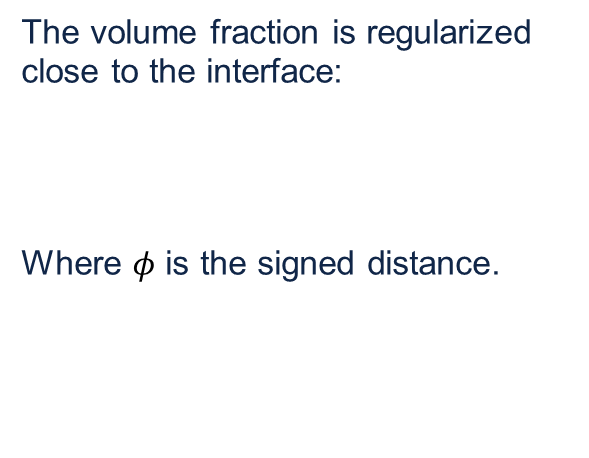 The volume fraction is regularized
close to the interface:
Where 𝜙 is the signed distance.